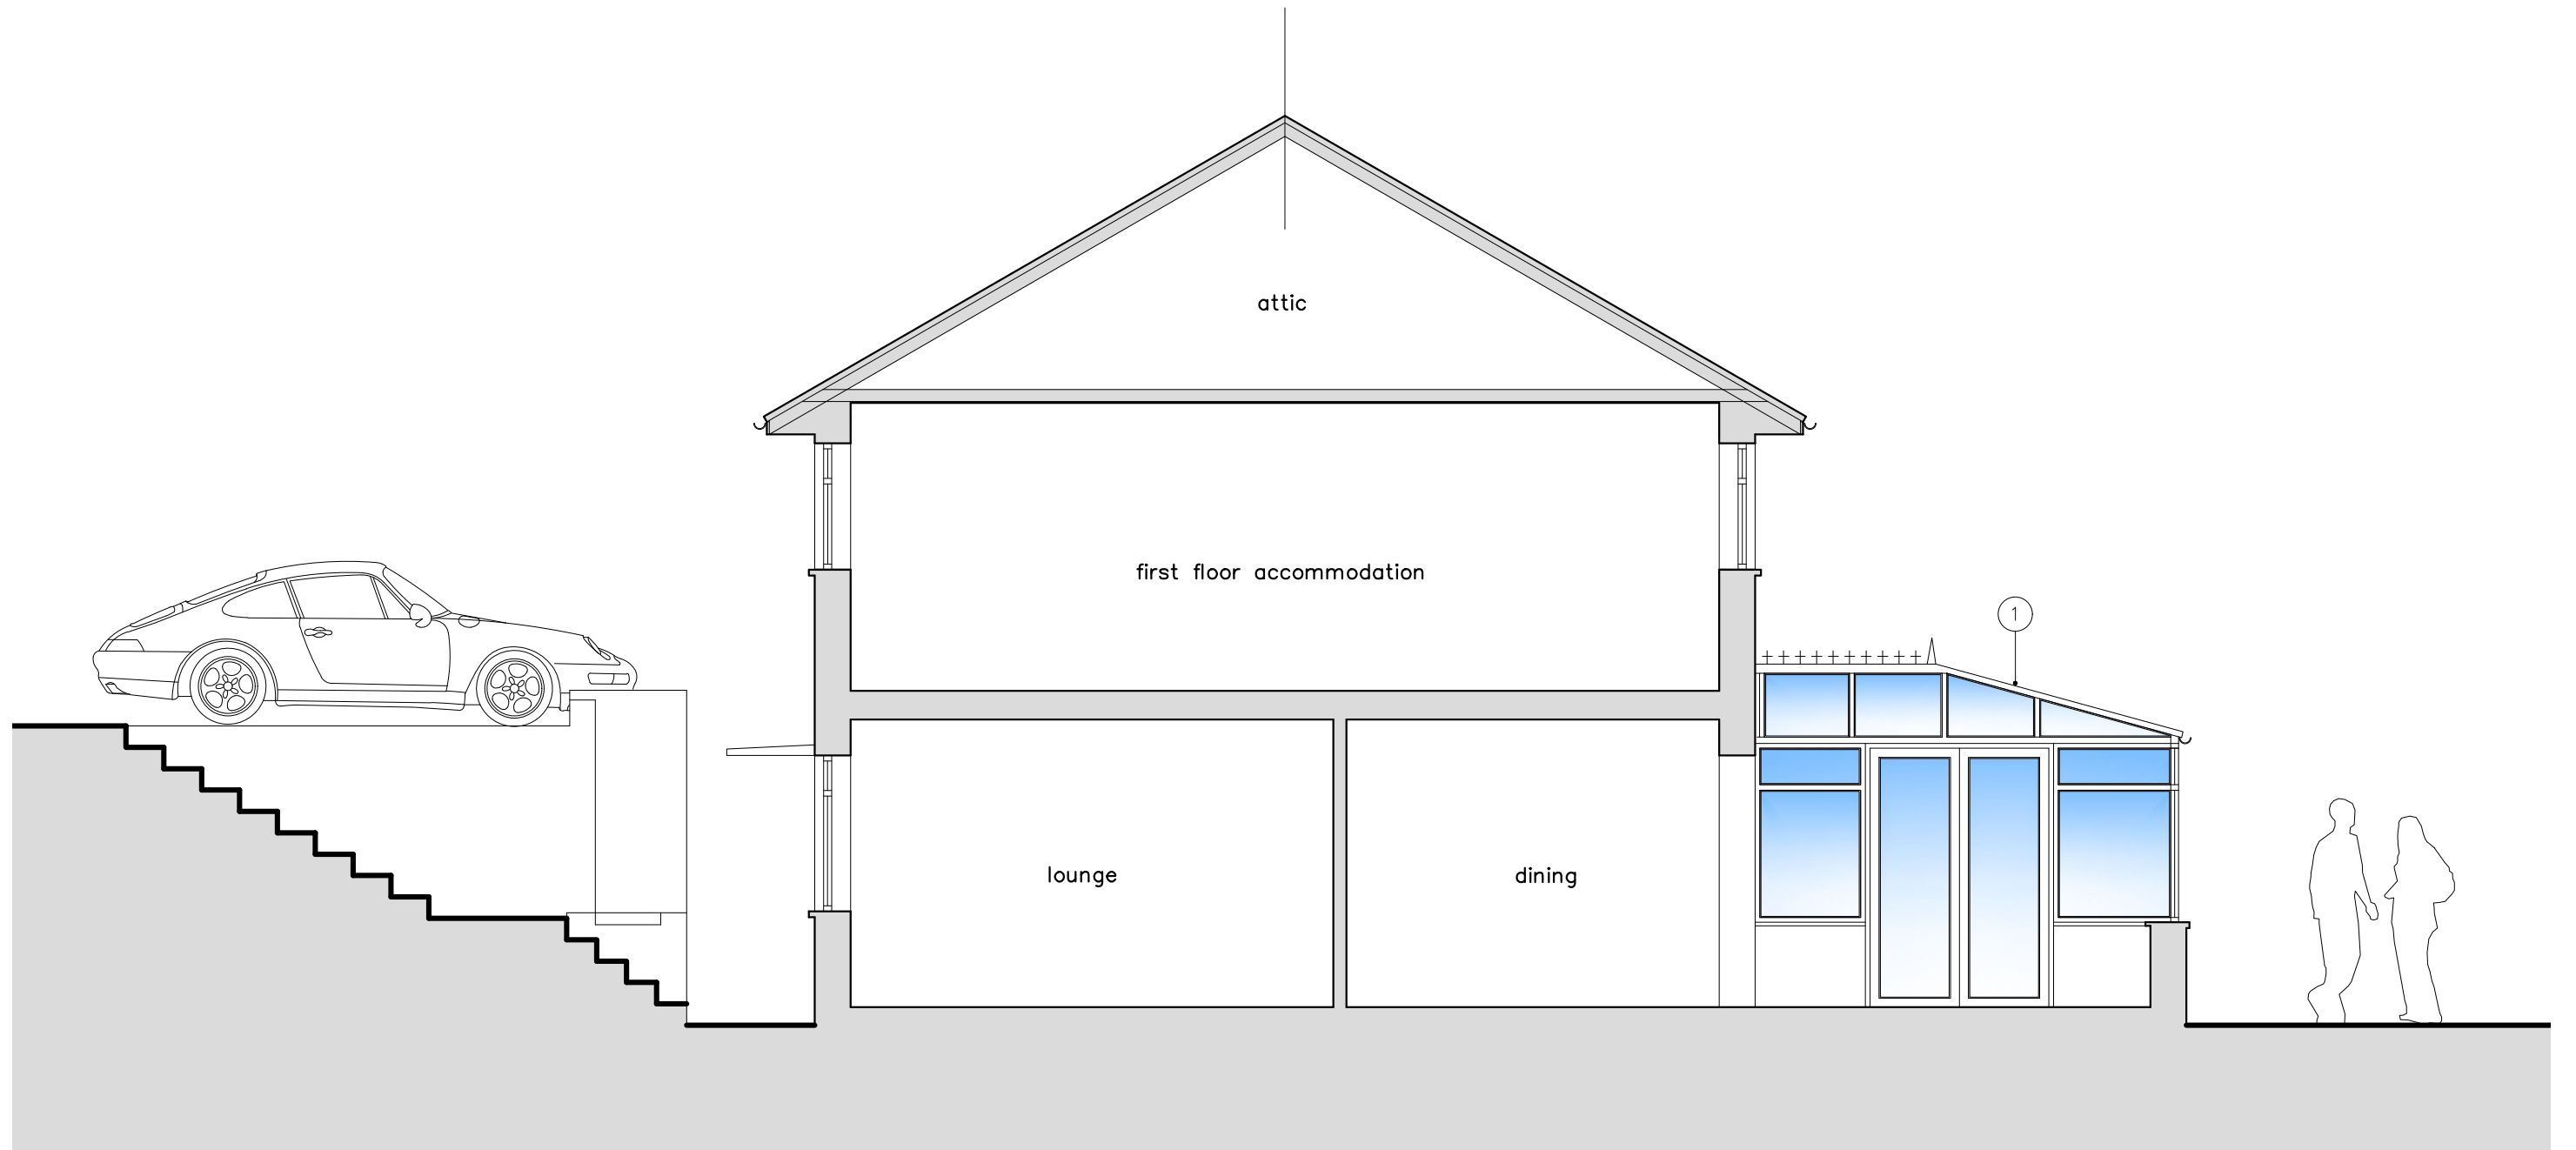 attic
first floor accommodation
1
lounge
dining